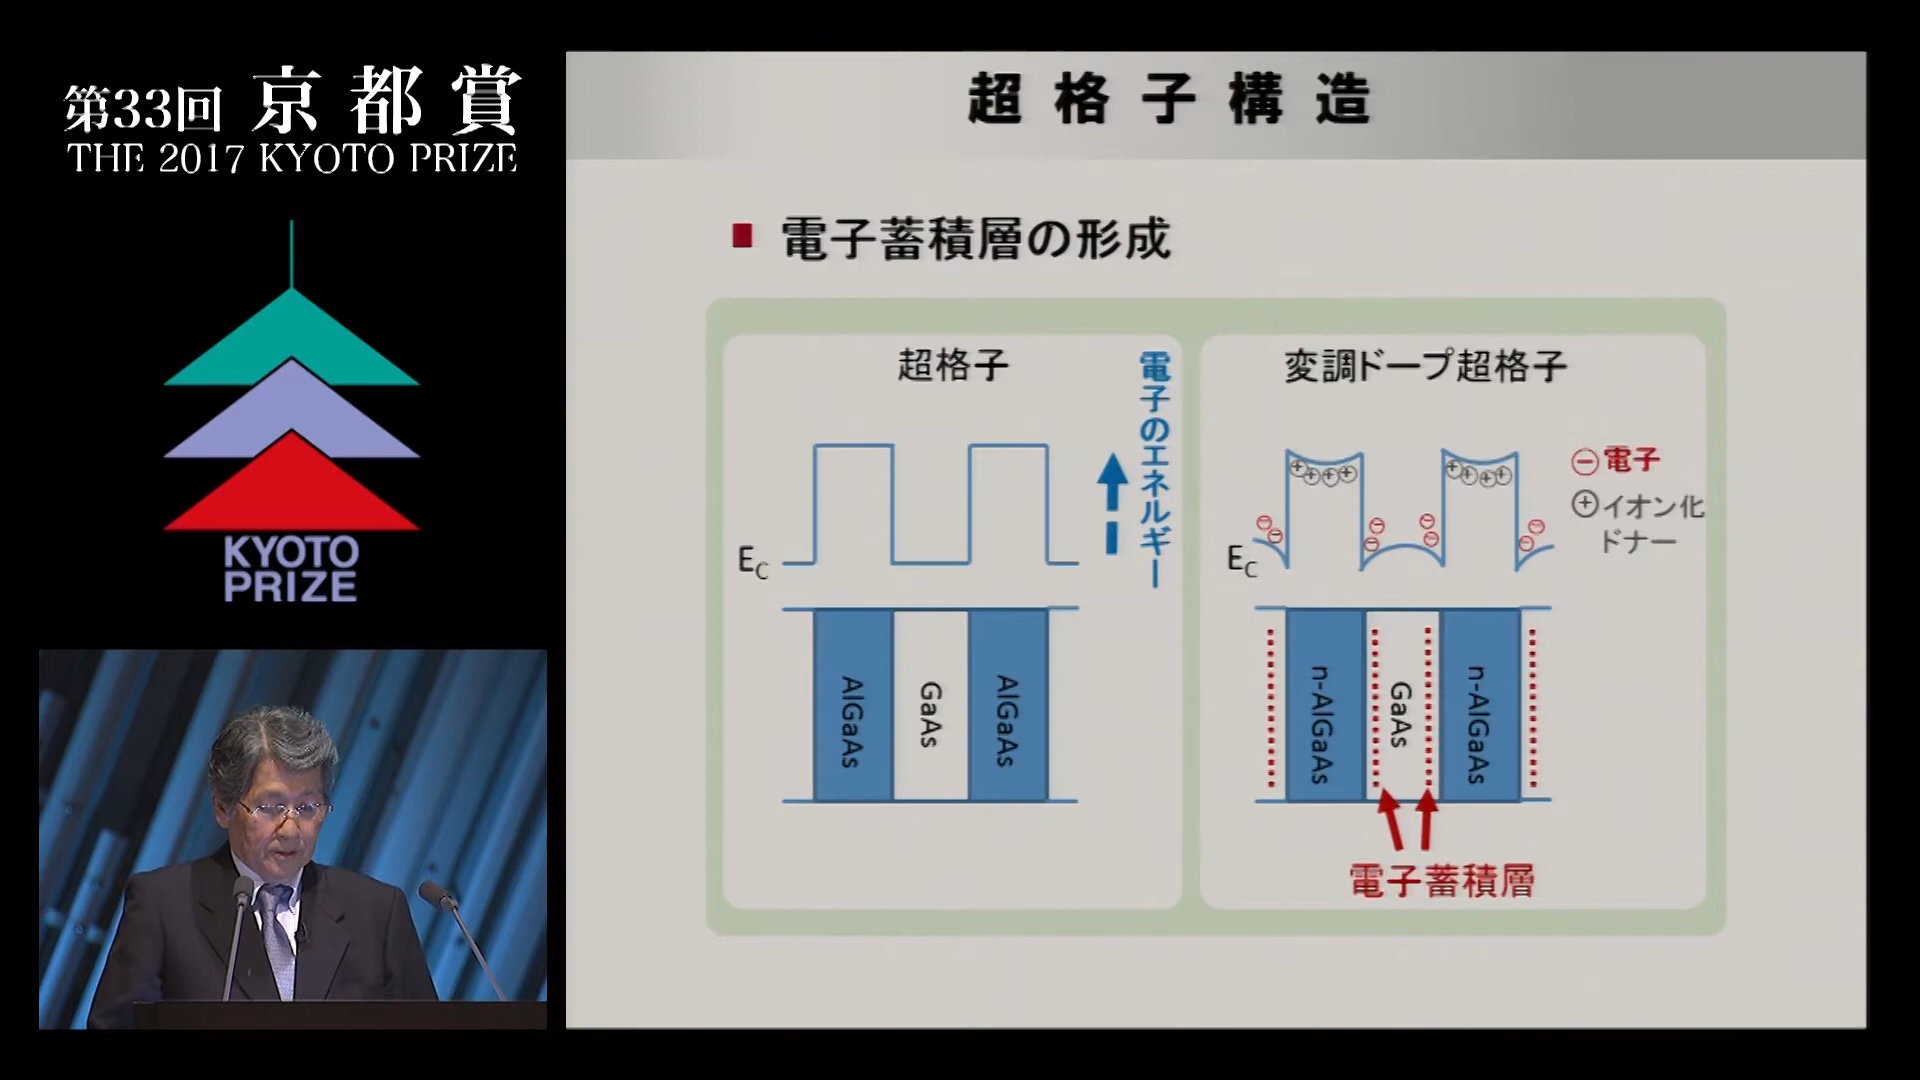 第33回 京都賞
THE 2017 KYOTO PRIZE
KYOTO
PRIZE
超格子構造
電子蓄積層の形成
超格子
電子のエネルギー
EC
AlGaAs
GaAs
AlGaAs
変調ドープ超格子
電子
イオン化
ドナー
EC
n-AlGaAs
GaAs
n-AlGaAs
電子蓄積層